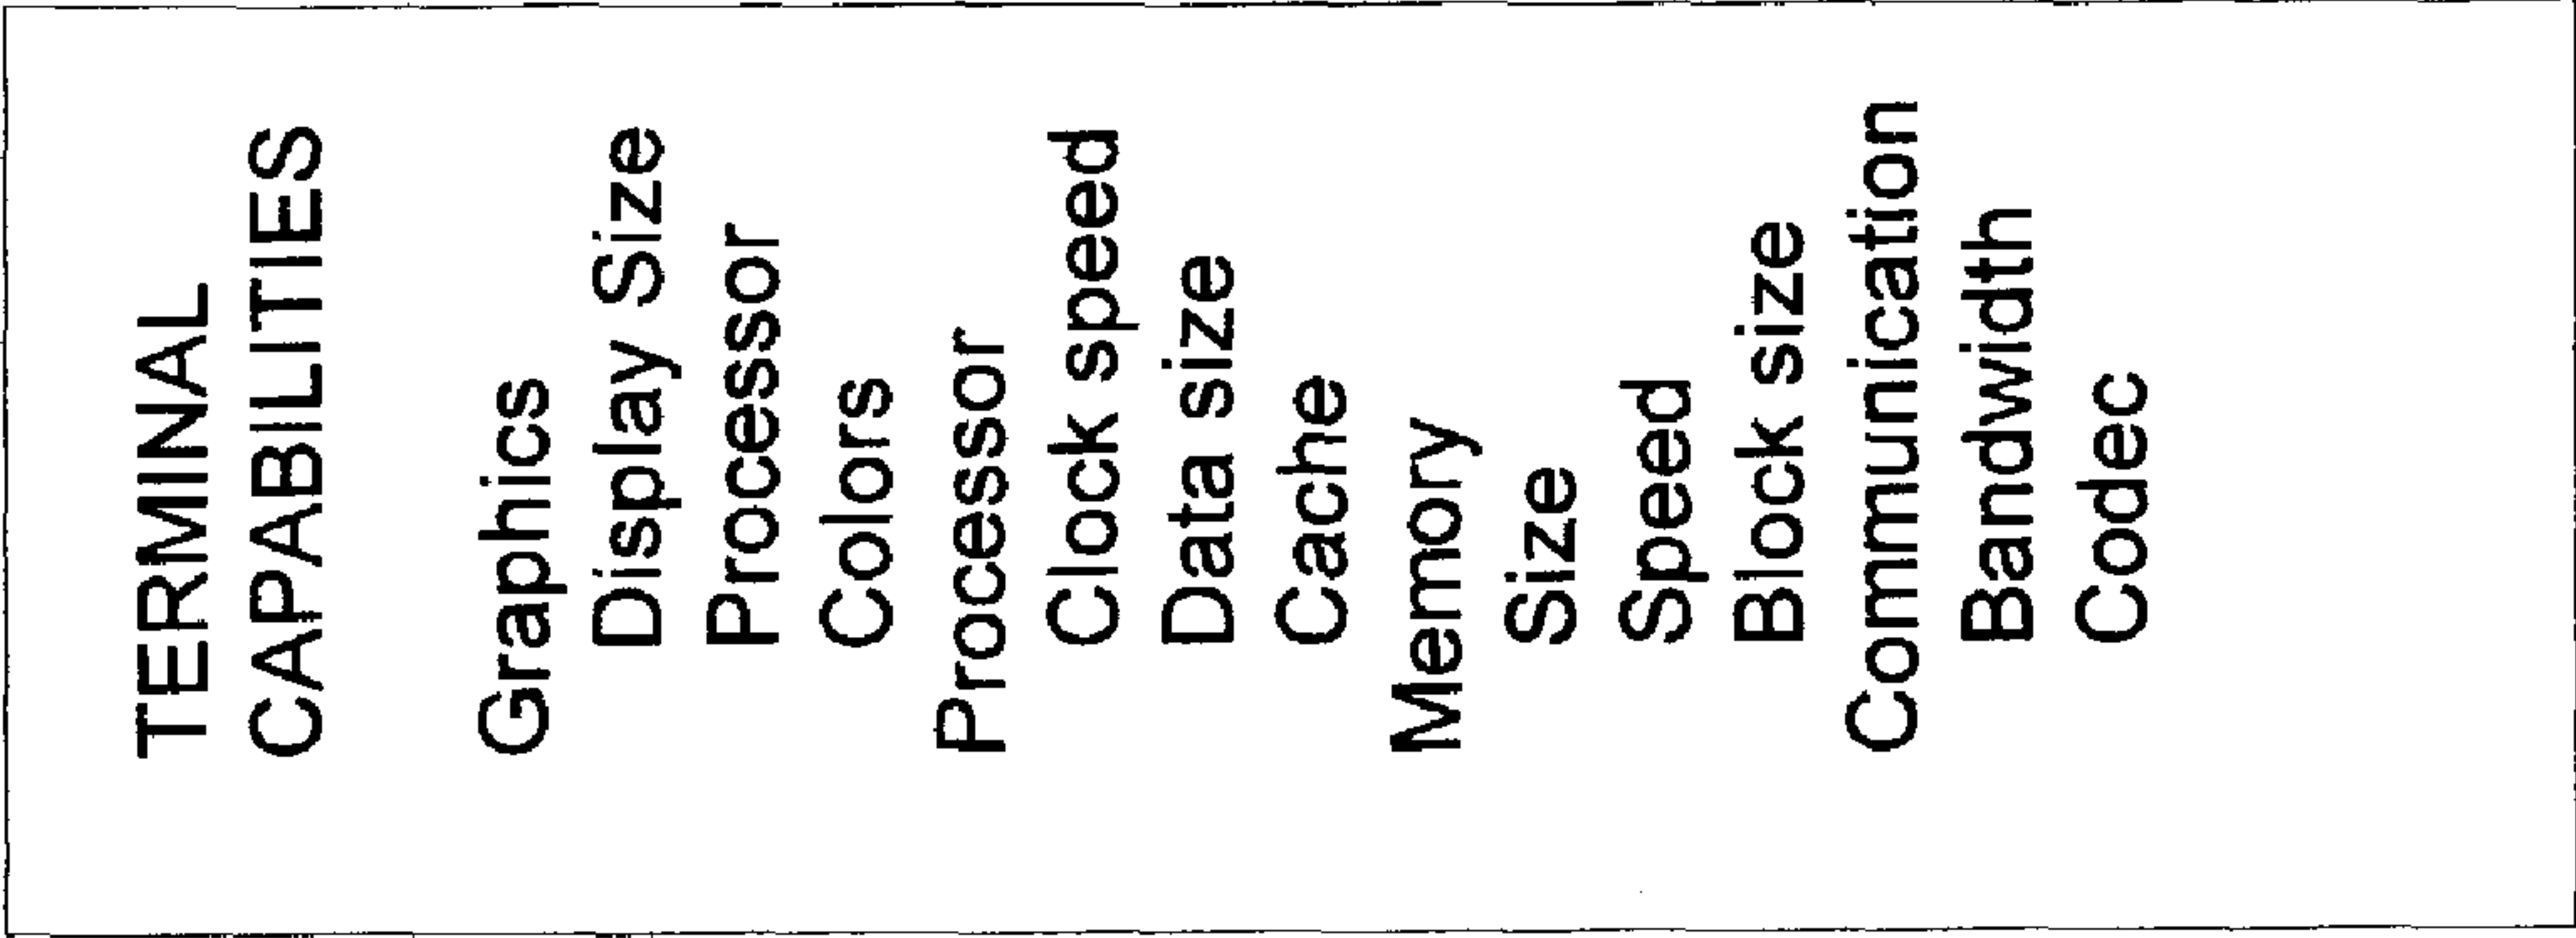 TERMINAL
CAPABILITIES
Graphics
Display Size
Processor
Colors
Processor
Clock speed
Data size
Cache
Memory
Size
Speed
Block size
Communication
Bandwidth
Codec